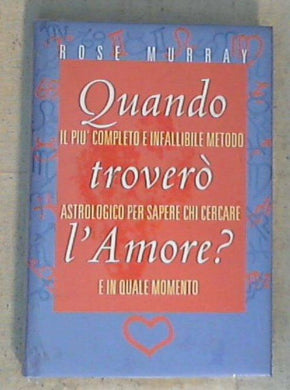 ROSE MURRAY
Quando
IL PIU' COMPLETO E INFALLIBILE METODO
troverò
ASTROLOGICO PER SAPERE CHI CERCARE
l'Amore?
E IN QUALE MOMENTO